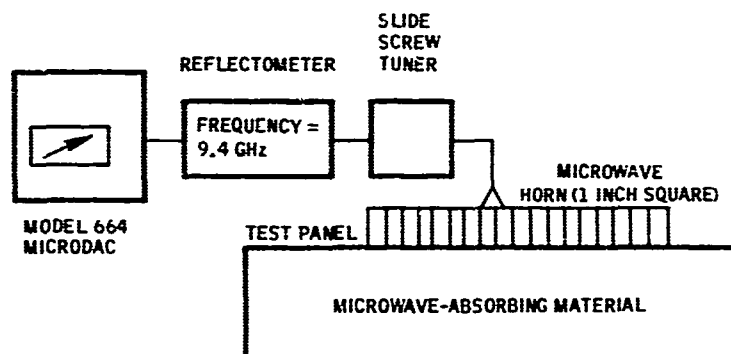 SLIDE
SCREW
TUNER
REFLECTOMETER
FREQUENCY =
9.4 GHz
MICROWAVE
HORN (1 INCH SQUARE)
MODEL 664
MICRODAC
TEST PANEL
MICROWAVE-ABSORBING MATERIAL